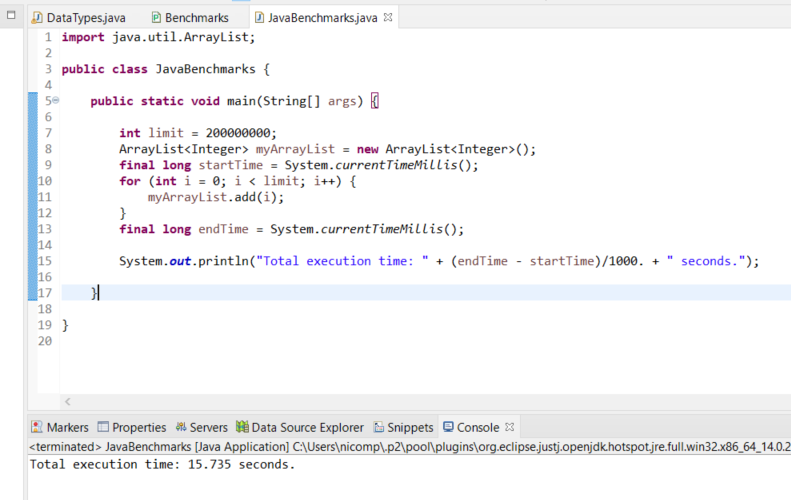 DataTypes.java Benchmarks JavaBenchmarks.java
1 import java.util.ArrayList;
2
3 public class JavaBenchmarks {
4
5 public static void main(String[] args) {
6
7 int limit = 200000000;
8 ArrayList<Integer> myArrayList = new ArrayList<Integer>();
9 final long startTime = System.currentTimeMillis();
10 for (int i = 0; i < limit; i++) {
11 myArrayList.add(i);
12 }
13 final long endTime = System.currentTimeMillis();
14
15 System.out.println("Total execution time: " + (endTime - startTime)/1000. + " seconds.");
16
17 }
18
19 }
20
Markers Properties Servers Data Source Explorer Snippets Console
<terminated> JavaBenchmarks [Java Application] C:\Users\nicomp\.p2\pool\plugins\org.eclipse.justj.openjdk.hotspot.jre.full.win32.x86_64_14.0.2
Total execution time: 15.735 seconds.